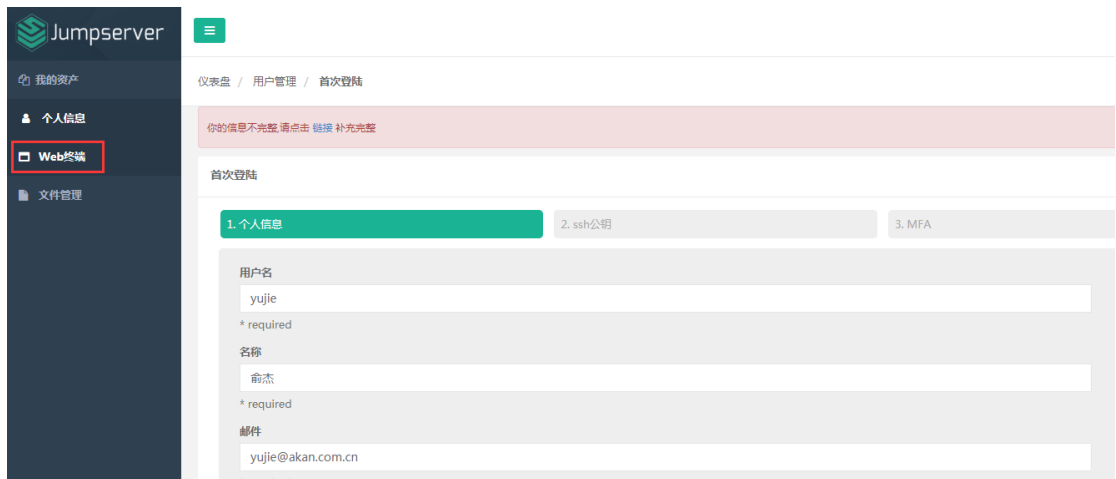 Jumpserver
我的资产
个人信息
Web终端
文件管理
仪表盘 / 用户管理 / 首次登陆
你的信息不完整,请点击 链接 补充完整
首次登陆
1. 个人信息
2. ssh公钥
3. MFA
用户名
yujie
* required
名称
俞杰
* required
邮件
yujie@akan.com.cn